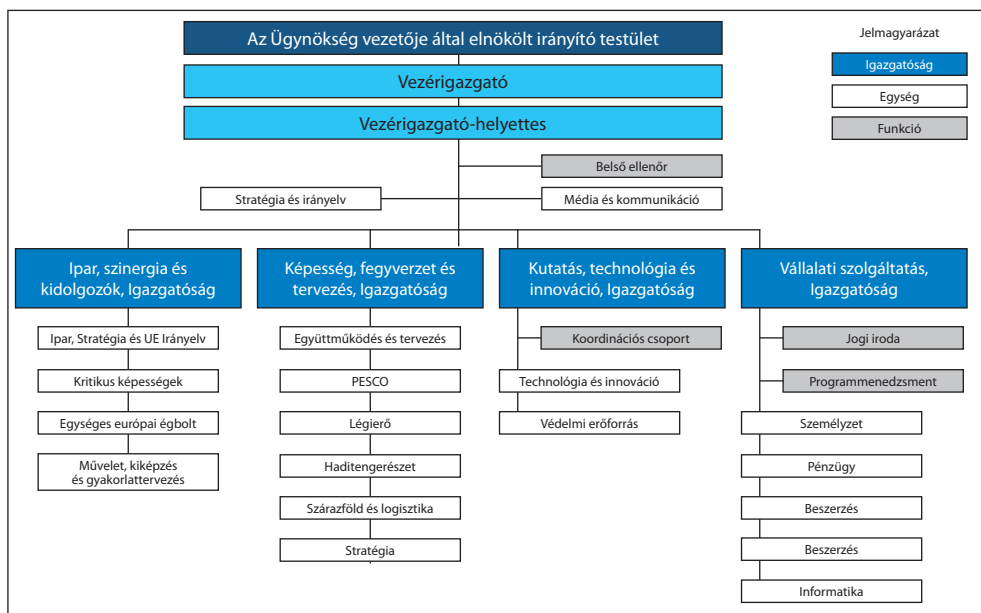 Az Ügynökség vezetője által elnökölt irányító testület
Vezérigazgató
Vezérigazgató-helyettes
Jelmagyarázat
Igazgatóság
Egység
Funkció
Belső ellenőr
Stratégia és irányelv
Média és kommunikáció
Ipar, szinergia és
kidolgozók, Igazgatóság
Ipar, Stratégia és UE Irányelv
Kritikus képességek
Egységes európai égbolt
Művelet, kiképzés
és gyakorlattervezés
Képesség, fegyverzet és
tervezés, Igazgatóság
Együttműködés és tervezés
PESCO
Légierő
Haditengerészet
Szárazföld és logisztika
Stratégia
Kutatás, technológia és
innováció, Igazgatóság
Koordinációs csoport
Technológia és innováció
Védelmi erőforrás
Vállalati szolgáltatás,
Igazgatóság
Jogi iroda
Programmenedzsment
Személyzet
Pénzügy
Beszerzés
Beszerzés
Informatika